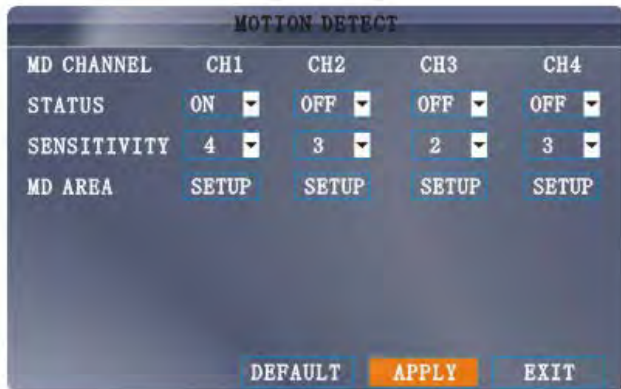 MOTION DETECT
MD CHANNEL CH1 CH2 CH3 CH4
STATUS ON OFF OFF OFF
SENSITIVITY 4 3 2 3
MD AREA SETUP SETUP SETUP SETUP
DEFAULT APPLY EXIT